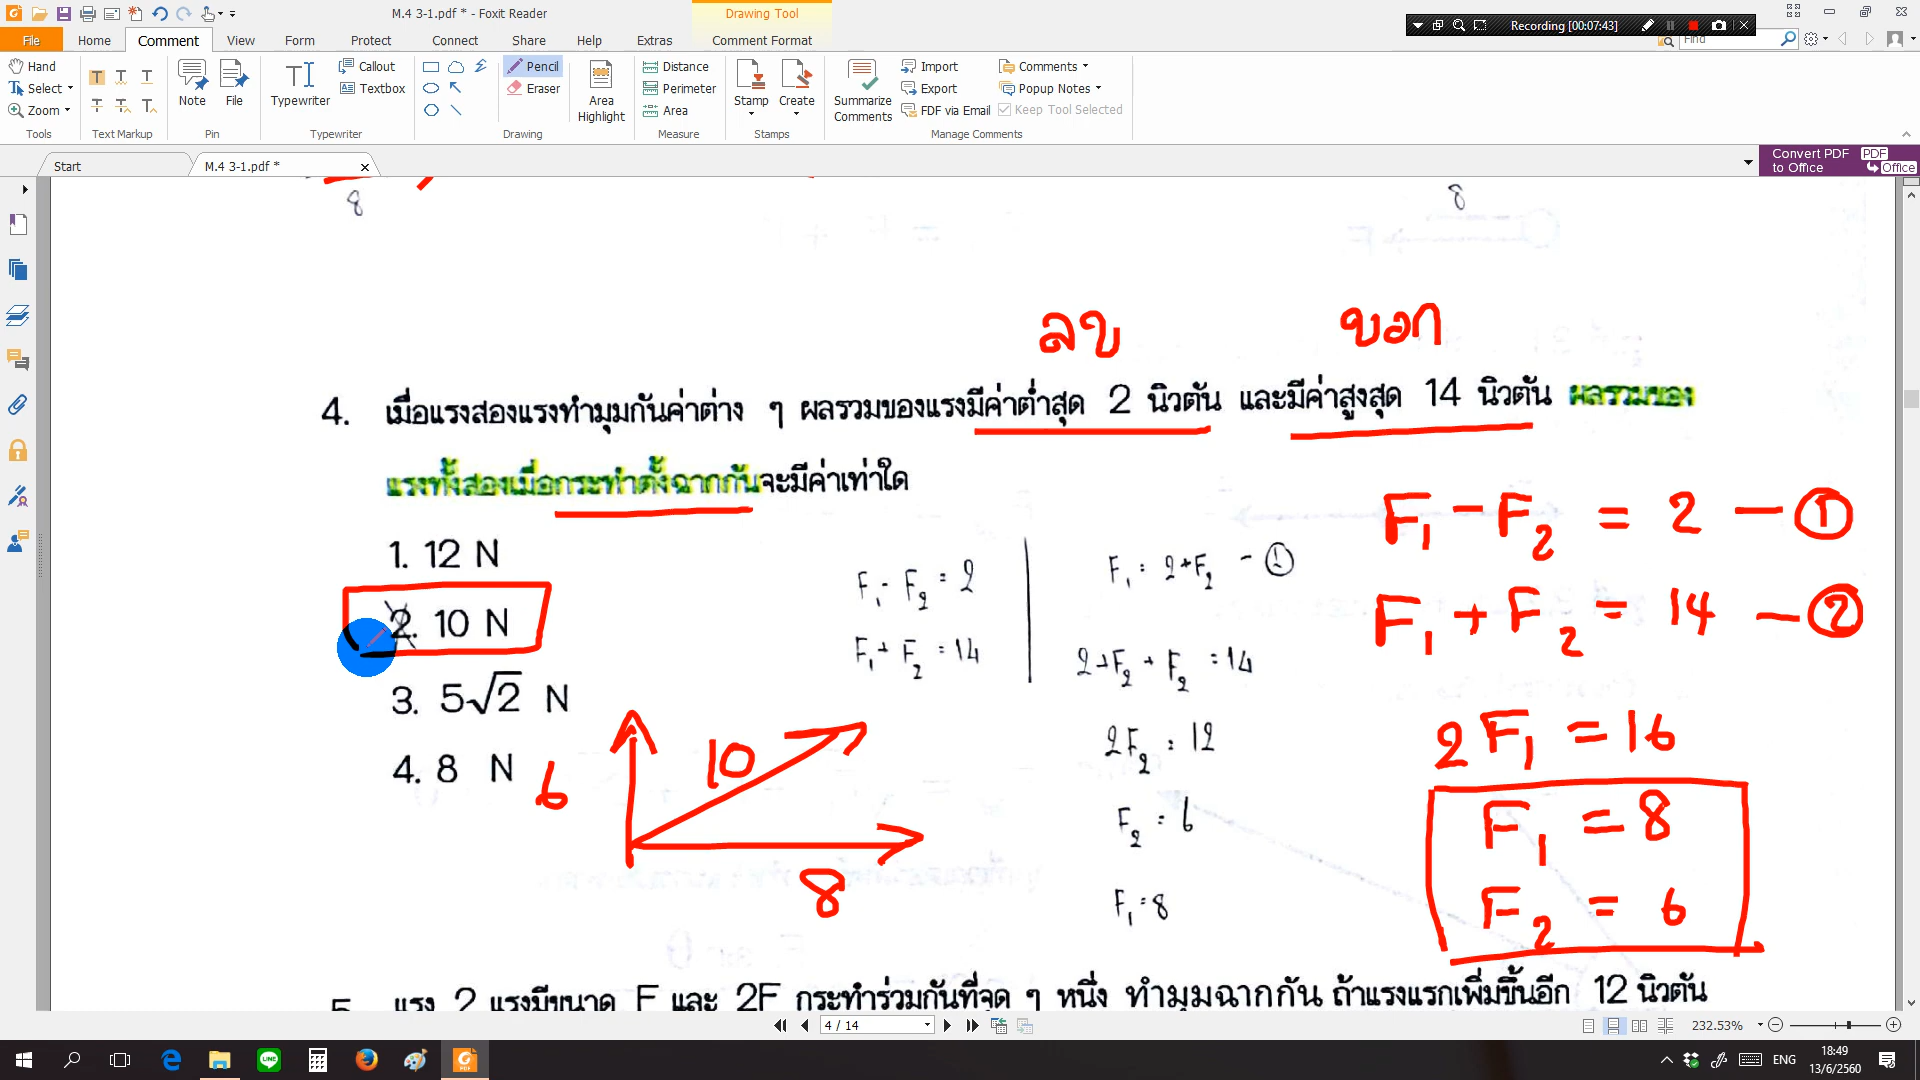 M.4 3-1.pdf * - Foxit Reader
Drawing Tool
Recording [00:07:43]
File Home Comment View Form Protect Connect Share Help Extras Comment Format
Find
Hand
Select
Zoom
Tools
Text Markup
Note
File
Pin
Typewriter
Callout
Textbox
Typewriter
Pencil
Eraser
Drawing
Area Highlight
Distance
Perimeter
Area
Measure
Stamp
Create
Stamps
Summarize Comments
Import
Export
FDF via Email
Comments
Popup Notes
Keep Tool Selected
Manage Comments
Start
M.4 3-1.pdf *
Convert PDF to Office
PDF
Office
8
8
ลบ
บวก
4. เมื่อแรงสองแรงทำมุมกันค่าต่าง ๆ ผลรวมของแรงมีค่าต่ำสุด 2 นิวตัน และมีค่าสูงสุด 14 นิวตัน ผลรวมของ
แรงทั้งสองเมื่อกระทำตั้งฉากกันจะมีค่าเท่าใด
1. 12 N
2. 10 N
3. 5√2 N
4. 8 N
6
10
8
F₁ - F₂ = 2
F₁ + F₂ = 14
F₁ = 2+F₂ - ①
2+F₂ + F₂ = 14
2F₂ = 12
F₂ = 6
F₁ = 8
F₁ - F₂ = 2 - ①
F₁ + F₂ = 14 - ②
2F₁ = 16
F₁ = 8
F₂ = 6
5. แรง 2 แรงมีขนาด F และ 2F กระทำร่วมกันที่จุด ๆ หนึ่ง ทำมุมฉากกัน ถ้าแรงแรกเพิ่มขึ้นอีก 12 นิวตัน
4 / 14
232.53%
ENG
18:49
13/6/2560